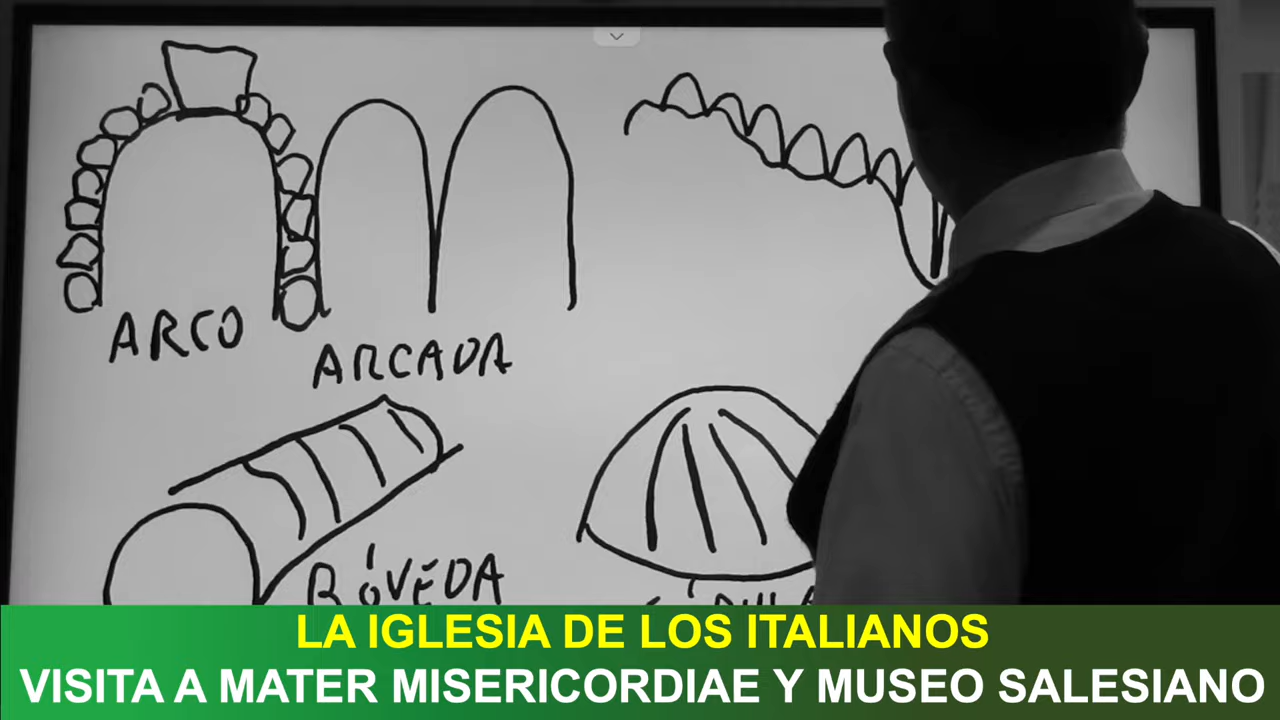 ARCO
ARCADA
BÓVEDA
LA IGLESIA DE LOS ITALIANOS
VISITA A MATER MISERICORDIAE Y MUSEO SALESIANO